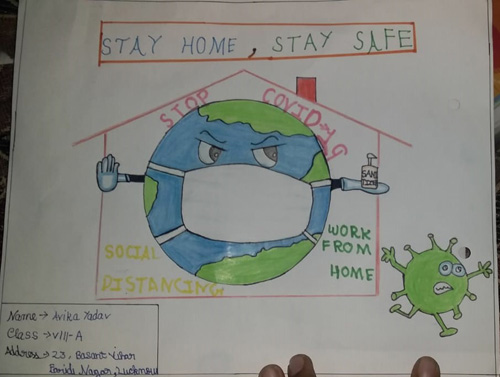 STAY HOME, STAY SAFE
STOP COVID-19
SANI
SOCIAL
DISTANCING
WORK
FROM
HOME
Name → Avika Yadav
Class → VIII-A
Address → 23, Basant Vihar
Faridi Nagar, Lucknow